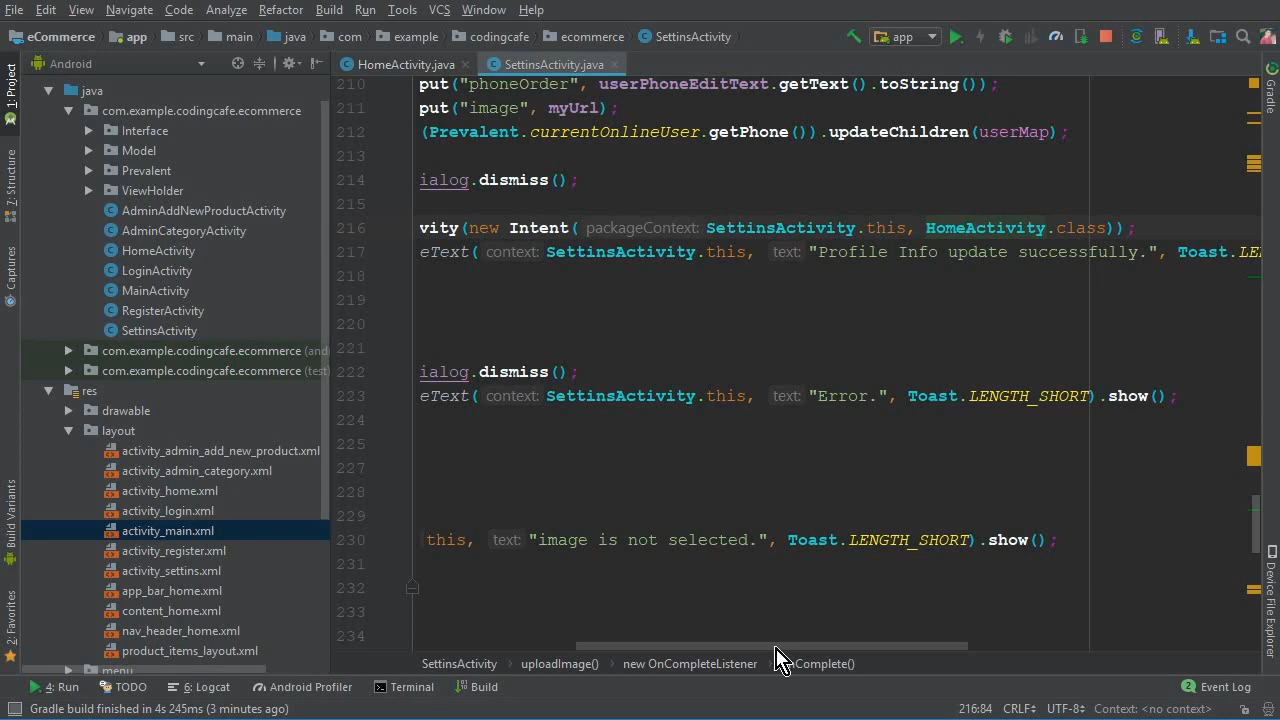 File Edit View Navigate Code Analyze Refactor Build Run Tools VCS Window Help
eCommerce app src main java com example codingcafe ecommerce SettinsActivity app
1: Project
7: Structure
Captures
Build Variants
2: Favorites
Android
java
com.example.codingcafe.ecommerce
Interface
Model
Prevalent
ViewHolder
AdminAddNewProductActivity
AdminCategoryActivity
HomeActivity
LoginActivity
MainActivity
RegisterActivity
SettinsActivity
com.example.codingcafe.ecommerce (and
com.example.codingcafe.ecommerce (test
res
drawable
layout
activity_admin_add_new_product.xml
activity_admin_category.xml
activity_home.xml
activity_login.xml
activity_main.xml
activity_register.xml
activity_settins.xml
app_bar_home.xml
content_home.xml
nav_header_home.xml
product_items_layout.xml
menu
HomeActivity.java SettinsActivity.java
210 put("phoneOrder", userPhoneEditText.getText().toString());
211 put("image", myUrl);
212 (Prevalent.currentOnlineUser.getPhone()).updateChildren(userMap);
213
214 ialog.dismiss();
215
216 vity(new Intent( packageContext: SettinsActivity.this, HomeActivity.class));
217 eText( context: SettinsActivity.this, text: "Profile Info update successfully.", Toast.LE
218
219
220
221
222 ialog.dismiss();
223 eText( context: SettinsActivity.this, text: "Error.", Toast.LENGTH_SHORT).show();
224
225
227
228
229
230 this, text: "image is not selected.", Toast.LENGTH_SHORT).show();
231
232
233
234
SettinsActivity uploadImage() new OnCompleteListener Complete()
Gradle
Device File Explorer
4: Run TODO 6: Logcat Android Profiler Terminal Build 2 Event Log
Gradle build finished in 4s 245ms (3 minutes ago) 216:84 CRLF UTF-8 Context: <no context>